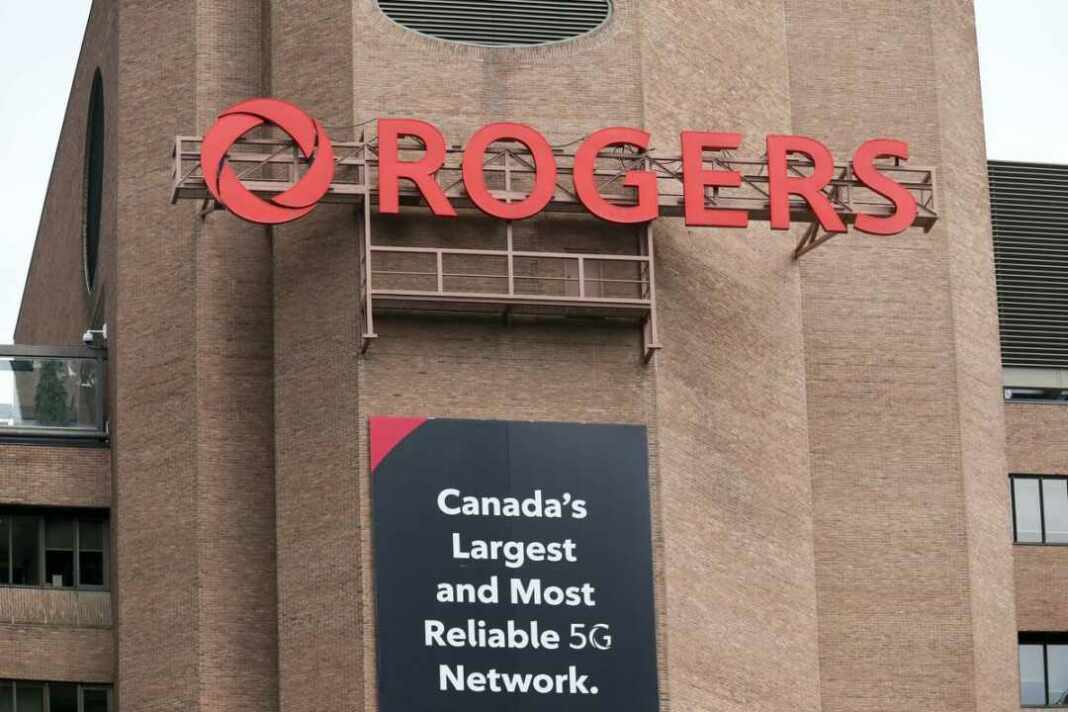 ROGERS
Canada's
Largest
and Most
Reliable 5G
Network.